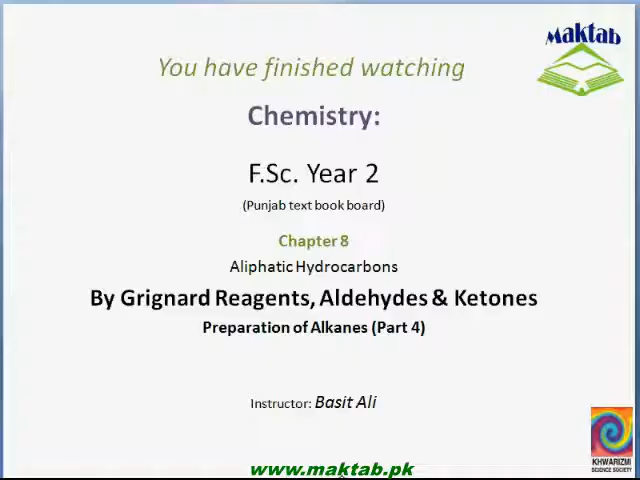 Maktab
You have finished watching
Chemistry:
F.Sc. Year 2
(Punjab text book board)
Chapter 8
Aliphatic Hydrocarbons
By Grignard Reagents, Aldehydes & Ketones
Preparation of Alkanes (Part 4)
Instructor: Basit Ali
KHWARIZMI
SCIENCE SOCIETY
www.maktab.pk